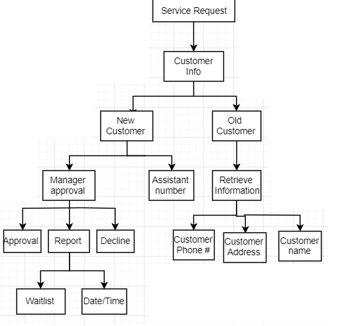 Service Request
Customer
Info
New
Customer
Old
Customer
Manager
approval
Assistant
number
Retrieve
Information
Approval
Report
Decline
Customer
Phone #
Customer
Address
Customer
name
Waitlist
Date/Time